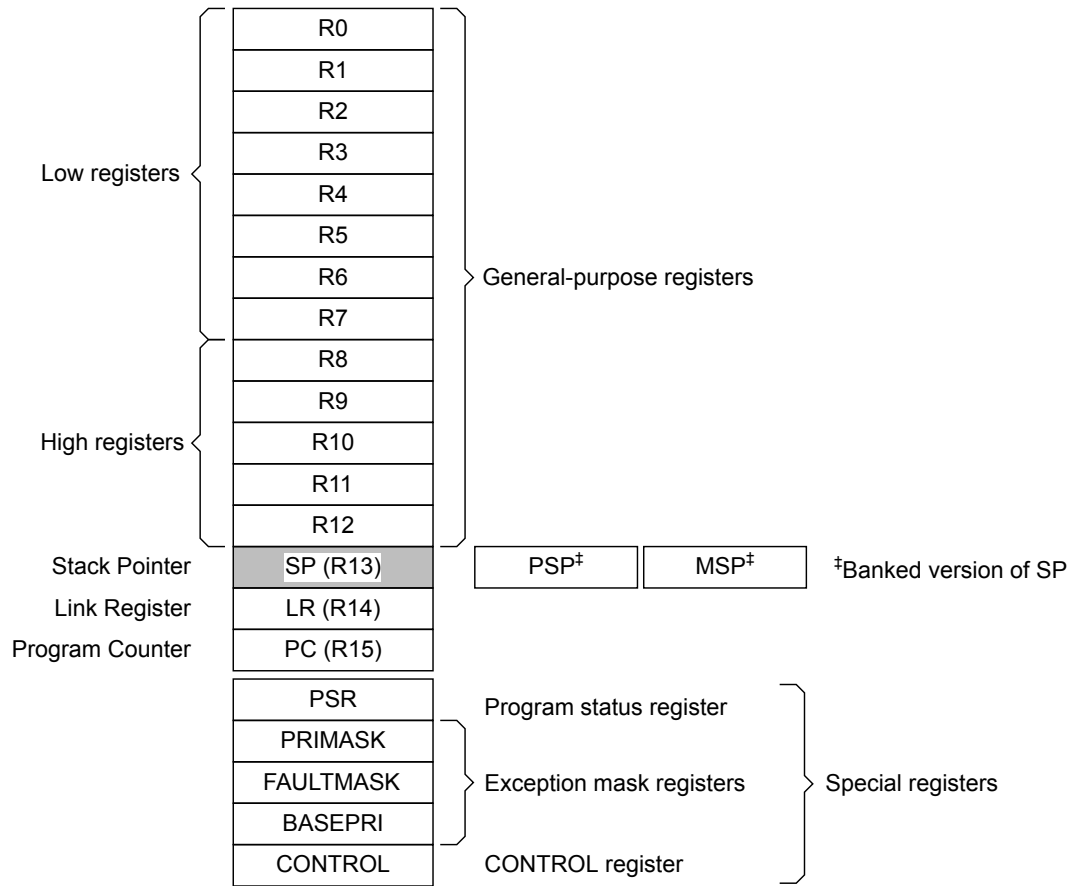 R0
R1
R2
R3
Low registers
R4
R5
R6
General-purpose registers
R7
R8
R9
High registers
R10
R11
R12
Stack Pointer SP (R13) PSP‡ MSP‡ ‡Banked version of SP
Link Register LR (R14)
Program Counter PC (R15)
PSR Program status register
PRIMASK
FAULTMASK Exception mask registers Special registers
BASEPRI
CONTROL CONTROL register